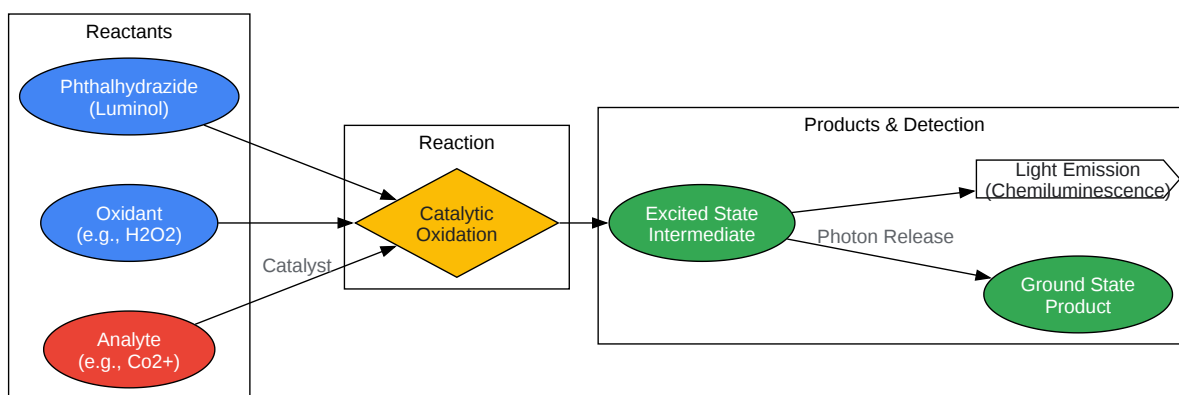 Reactants
Phthalhydrazide
(Luminol)
Oxidant
(e.g., H2O2)
Analyte
(e.g., Co2+)
Catalyst
Reaction
Catalytic
Oxidation
Products & Detection
Excited State
Intermediate
Light Emission
(Chemiluminescence)
Photon Release
Ground State
Product